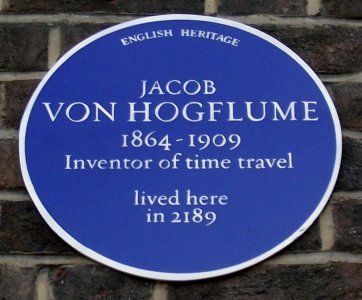 ENGLISH HERITAGE
JACOB
VON HOGFLUME
1864-1909
Inventor of time travel
lived here
in 2189